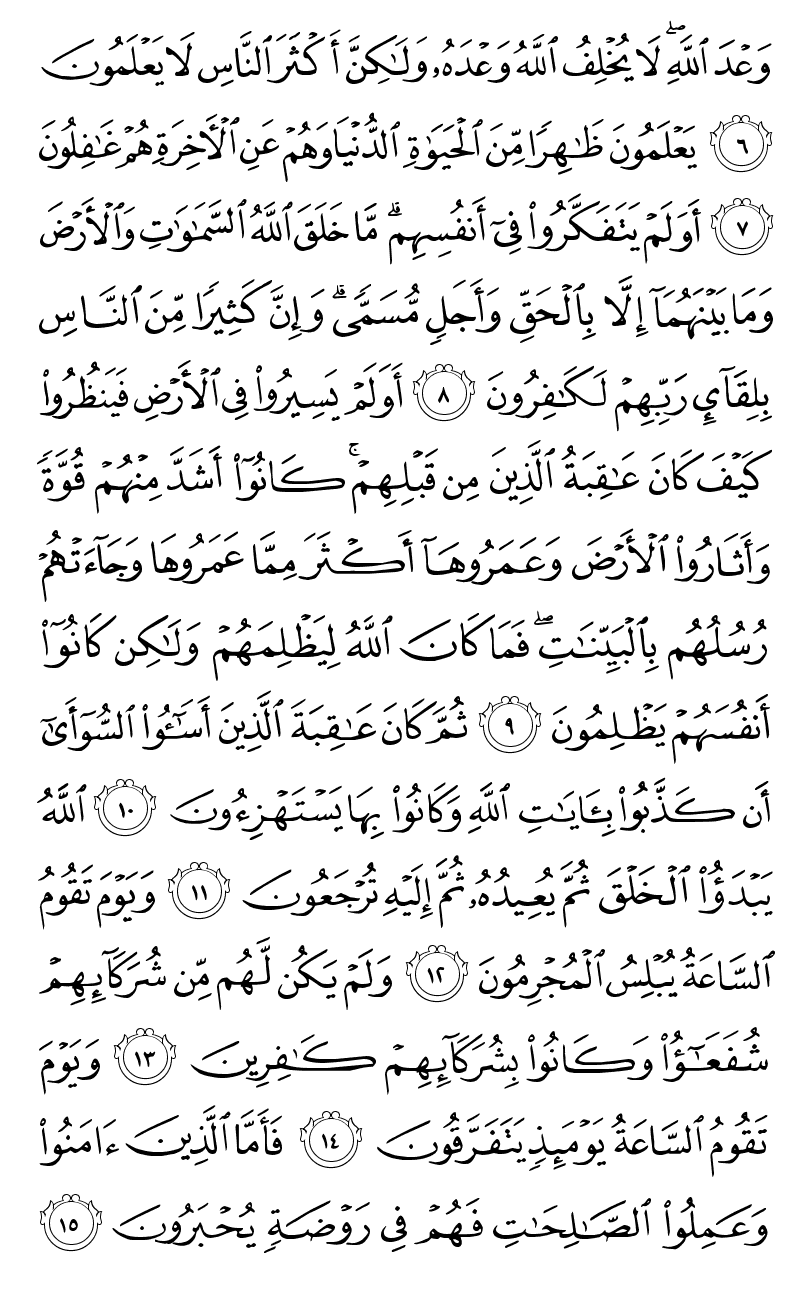 وَعْدَ ٱللَّهِ ۖ لَا يُخْلِفُ ٱللَّهُ وَعْدَهُۥ وَلَـٰكِنَّ أَكْثَرَ ٱلنَّاسِ لَا يَعْلَمُونَ
٦ يَعْلَمُونَ ظَـٰهِرًا مِّنَ ٱلْحَيَوٰةِ ٱلدُّنْيَا وَهُمْ عَنِ ٱلْـَٔاخِرَةِ هُمْ غَـٰفِلُونَ
٧ أَوَلَمْ يَتَفَكَّرُوا۟ فِىٓ أَنفُسِهِم ۗ مَّا خَلَقَ ٱللَّهُ ٱلسَّمَـٰوَٰتِ وَٱلْأَرْضَ
وَمَا بَيْنَهُمَآ إِلَّا بِٱلْحَقِّ وَأَجَلٍ مُّسَمًّى ۗ وَإِنَّ كَثِيرًا مِّنَ ٱلنَّاسِ
بِلِقَآئِ رَبِّهِمْ لَكَـٰفِرُونَ ٨ أَوَلَمْ يَسِيرُوا۟ فِى ٱلْأَرْضِ فَيَنظُرُوا۟
كَيْفَ كَانَ عَـٰقِبَةُ ٱلَّذِينَ مِن قَبْلِهِمْ ۚ كَانُوٓا۟ أَشَدَّ مِنْهُمْ قُوَّةً
وَأَثَارُوا۟ ٱلْأَرْضَ وَعَمَرُوهَآ أَكْثَرَ مِمَّا عَمَرُوهَا وَجَآءَتْهُمْ
رُسُلُهُم بِٱلْبَيِّنَـٰتِ ۖ فَمَا كَانَ ٱللَّهُ لِيَظْلِمَهُمْ وَلَـٰكِن كَانُوٓا۟
أَنفُسَهُمْ يَظْلِمُونَ ٩ ثُمَّ كَانَ عَـٰقِبَةَ ٱلَّذِينَ أَسَـٰٓـُٔوا۟ ٱلسُّوٓأَىٰٓ
أَن كَذَّبُوا۟ بِـَٔايَـٰتِ ٱللَّهِ وَكَانُوا۟ بِهَا يَسْتَهْزِءُونَ ١٠ ٱللَّهُ
يَبْدَؤُا۟ ٱلْخَلْقَ ثُمَّ يُعِيدُهُۥ ثُمَّ إِلَيْهِ تُرْجَعُونَ ١١ وَيَوْمَ تَقُومُ
ٱلسَّاعَةُ يُبْلِسُ ٱلْمُجْرِمُونَ ١٢ وَلَمْ يَكُن لَّهُم مِّن شُرَكَآئِهِمْ
شُفَعَـٰٓؤُا۟ وَكَانُوا۟ بِشُرَكَآئِهِمْ كَـٰفِرِينَ ١٣ وَيَوْمَ
تَقُومُ ٱلسَّاعَةُ يَوْمَئِذٍ يَتَفَرَّقُونَ ١٤ فَأَمَّا ٱلَّذِينَ ءَامَنُوا۟
وَعَمِلُوا۟ ٱلصَّـٰلِحَـٰتِ فَهُمْ فِى رَوْضَةٍ يُحْبَرُونَ ١٥